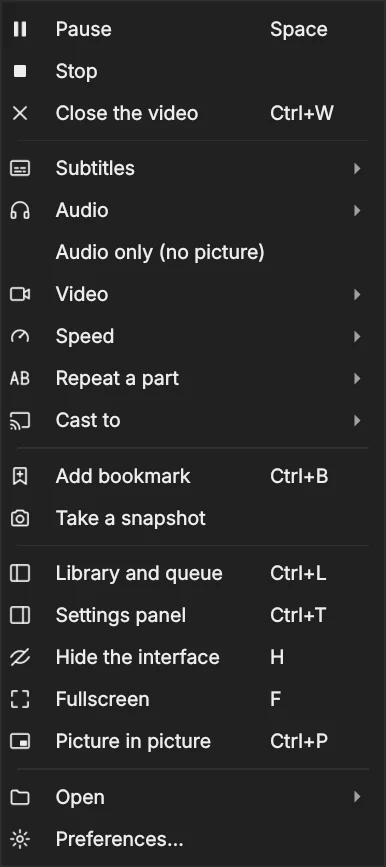 Pause Space
Stop
Close the video Ctrl+W
Subtitles
Audio
Audio only (no picture)
Video
Speed
AB Repeat a part
Cast to
Add bookmark Ctrl+B
Take a snapshot
Library and queue Ctrl+L
Settings panel Ctrl+T
Hide the interface H
Fullscreen F
Picture in picture Ctrl+P
Open
Preferences...